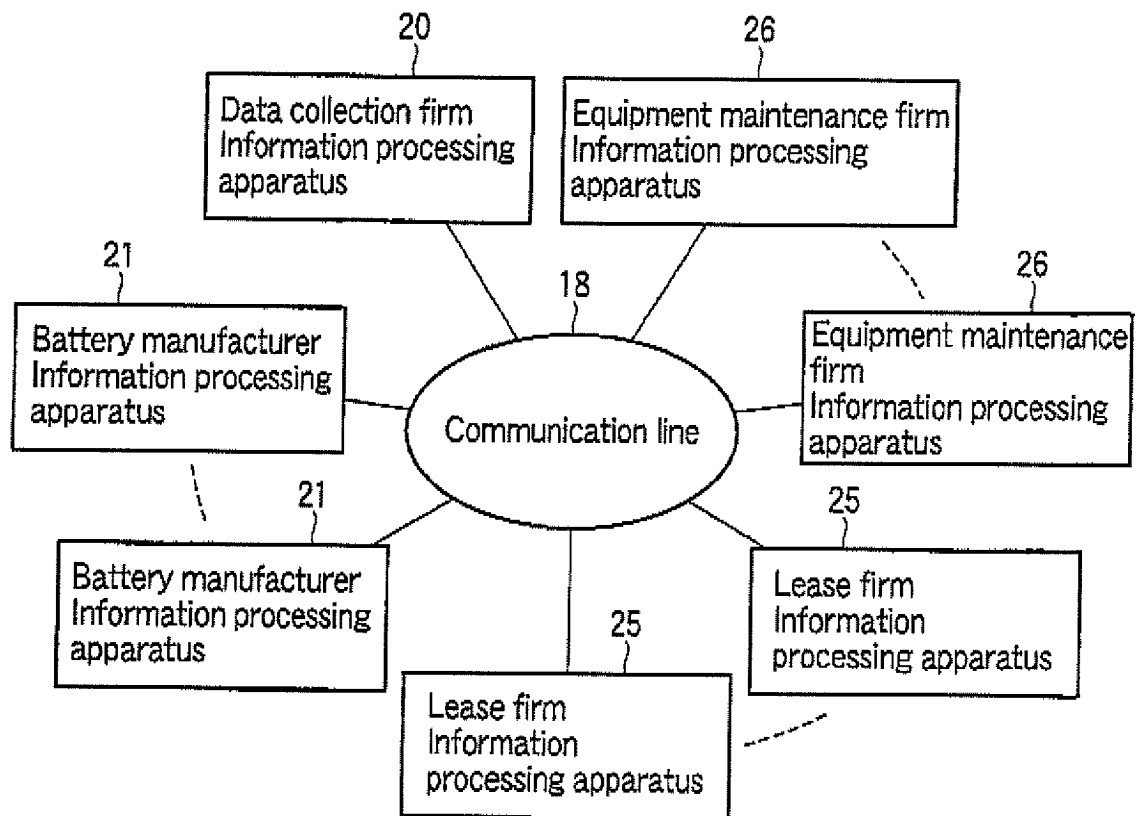 20
Data collection firm
Information processing
apparatus
26
Equipment maintenance firm
Information processing
apparatus
21
Battery manufacturer
Information processing
apparatus
18
Communication line
26
Equipment maintenance
firm
Information processing
apparatus
21
Battery manufacturer
Information processing
apparatus
25
Lease firm
Information
processing apparatus
25
Lease firm
Information
processing apparatus